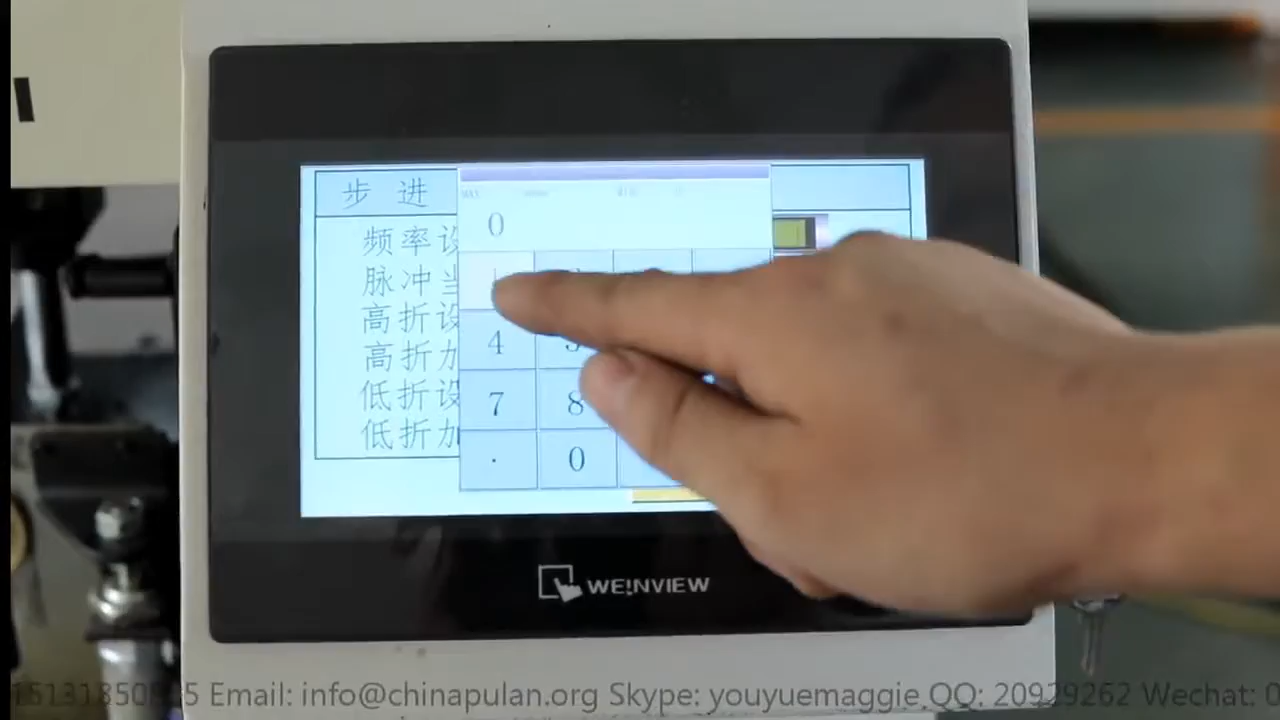 步 进
频率设
脉冲当
高折设
高折加
低折设
低折加
0
4
7 8
. 0
WEINVIEW
Email: info@chinapulan.org Skype: youyuemaggie QQ: 20929262 Wechat: